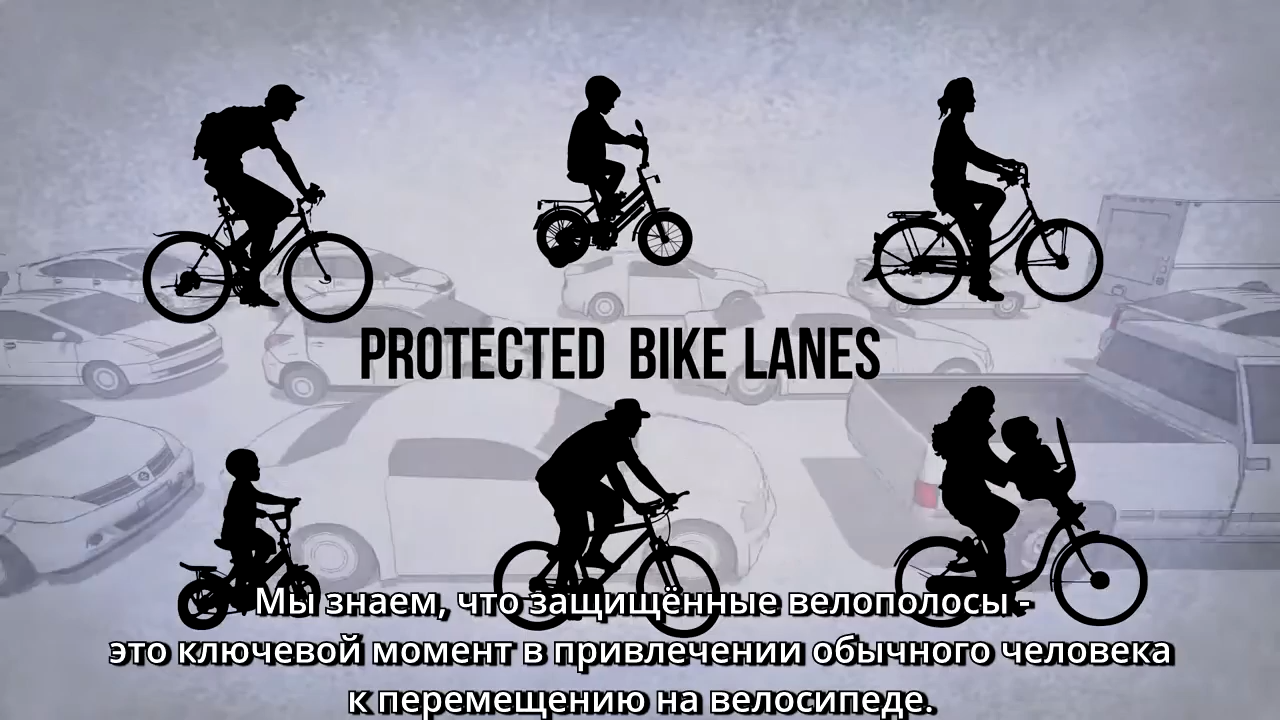 PROTECTED BIKE LANES
Мы знаем, что защищённые велополосы -
это ключевой момент в привлечении обычного человека
к перемещению на велосипеде.